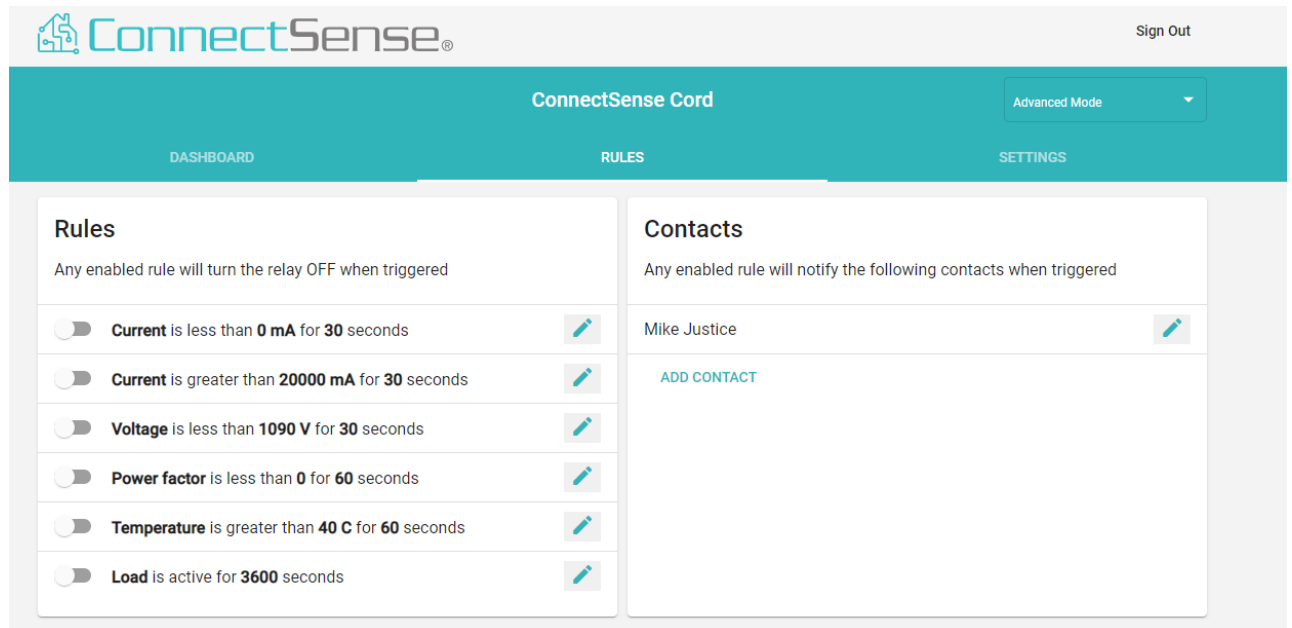 ConnectSense®
Sign Out
ConnectSense Cord
Advanced Mode
DASHBOARD
RULES
SETTINGS
Rules
Any enabled rule will turn the relay OFF when triggered
Current is less than 0 mA for 30 seconds
Current is greater than 20000 mA for 30 seconds
Voltage is less than 1090 V for 30 seconds
Power factor is less than 0 for 60 seconds
Temperature is greater than 40 C for 60 seconds
Load is active for 3600 seconds
Contacts
Any enabled rule will notify the following contacts when triggered
Mike Justice
ADD CONTACT